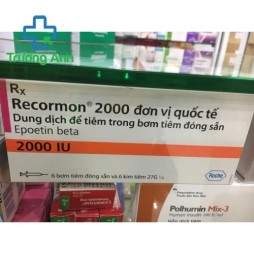 Trường Anh
Rx
Recormon® 2000 đơn vị quốc tế
Dung dịch để tiêm trong bơm tiêm đóng sẵn
Epoetin beta
2000 IU
6 bơm tiêm đóng sẵn và 6 kim tiêm 27G ½
Roche
Polhumin Mix-3